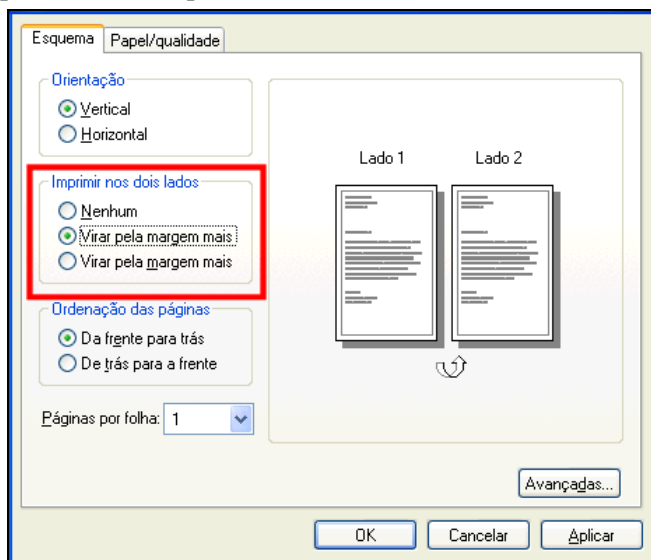 Esquema
Papel/qualidade
Orientação
Vertical
Horizontal
Imprimir nos dois lados
Nenhum
Virar pela margem mais
Virar pela margem mais
Ordenação das páginas
Da frente para trás
De trás para a frente
Páginas por folha: 1
Lado 1 Lado 2
Avançadas...
OK Cancelar Aplicar